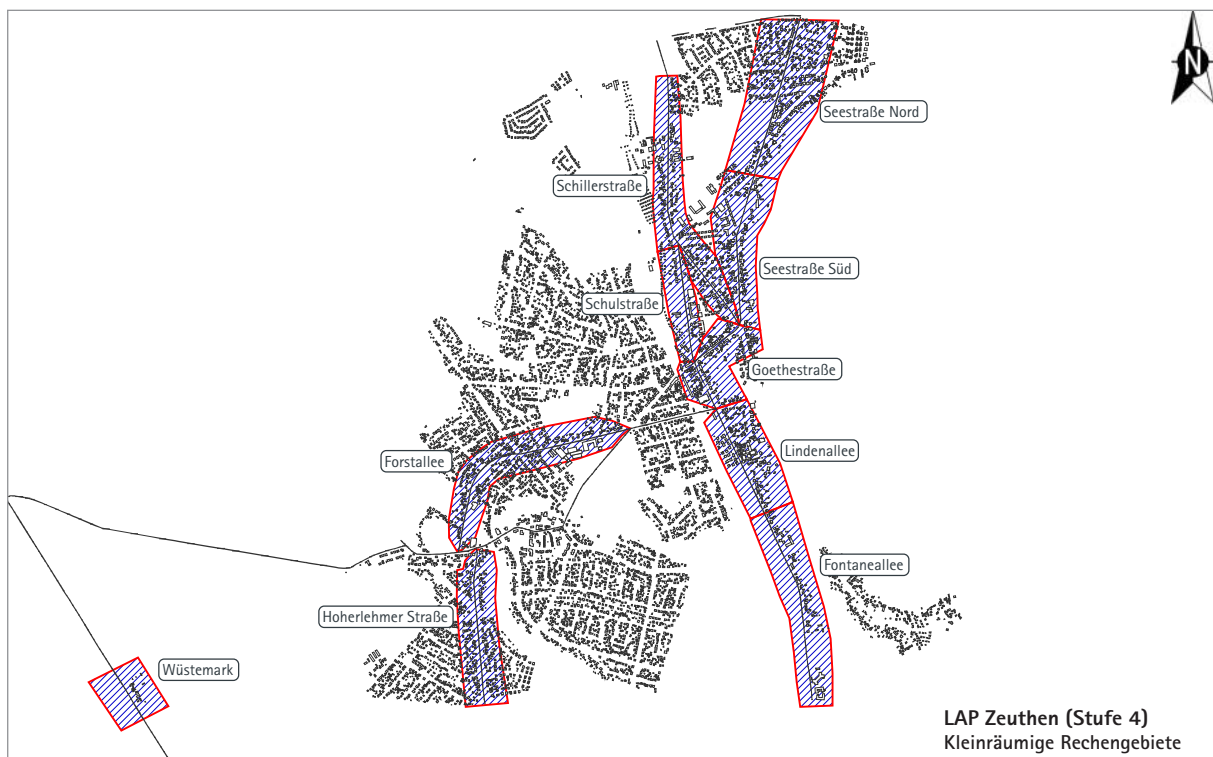 N
Seestraße Nord
Schillerstraße
Seestraße Süd
Schulstraße
Goethestraße
Lindenallee
Forstallee
Fontaneallee
Hoherlehmer Straße
Wüstemark
LAP Zeuthen (Stufe 4)
Kleinräumige Rechengebiete